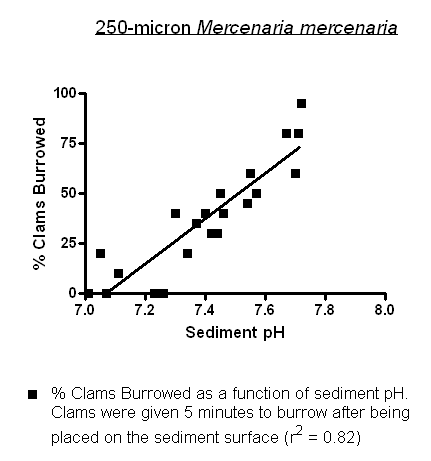 250-micron Mercenaria mercenaria
100
75
50
25
0
% Clams Burrowed
7.0 7.2 7.4 7.6 7.8 8.0
Sediment pH
% Clams Burrowed as a function of sediment pH.
Clams were given 5 minutes to burrow after being
placed on the sediment surface (r² = 0.82)